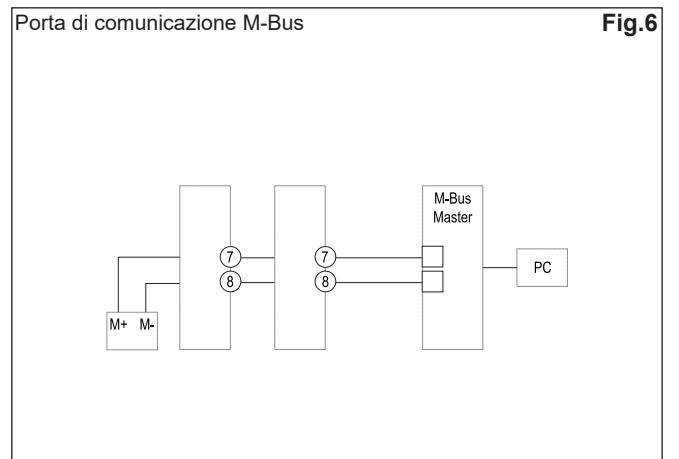 Porta di comunicazione M-Bus
Fig.6
M-Bus
Master
7
7
8
8
PC
M+ M-